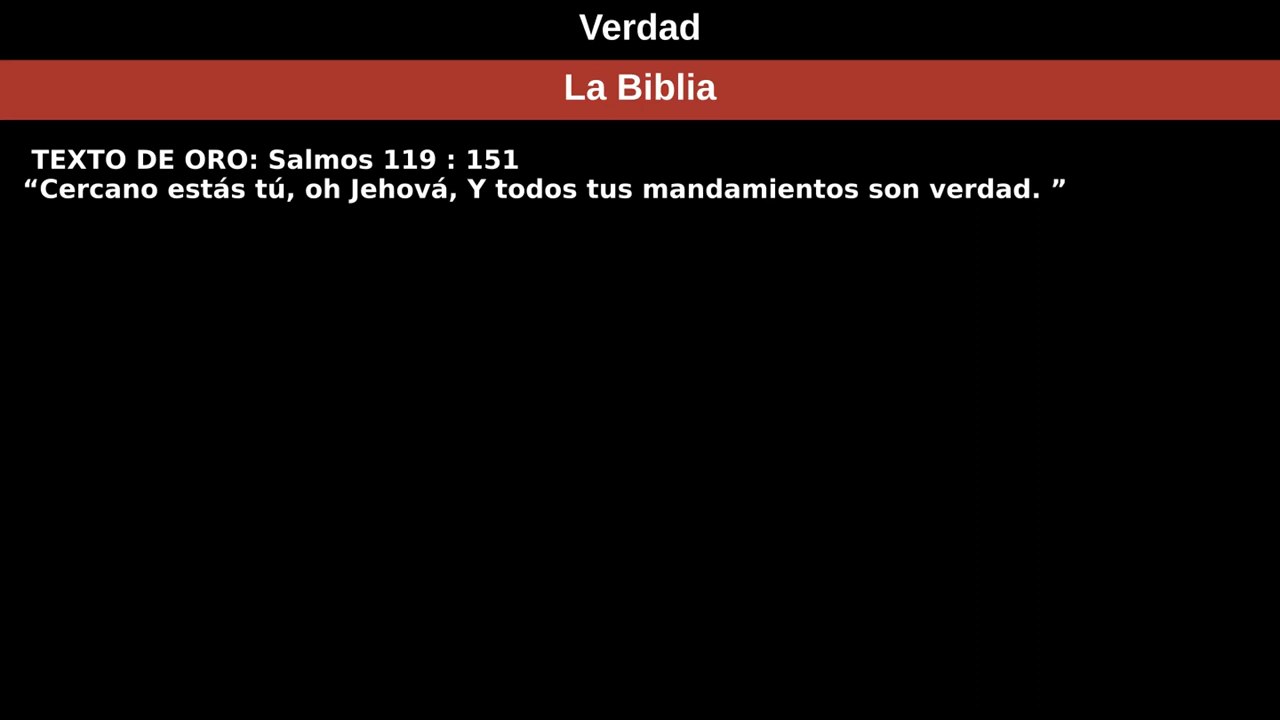 Verdad
La Biblia
TEXTO DE ORO: Salmos 119 : 151
“Cercano estás tú, oh Jehová, Y todos tus mandamientos son verdad. ”